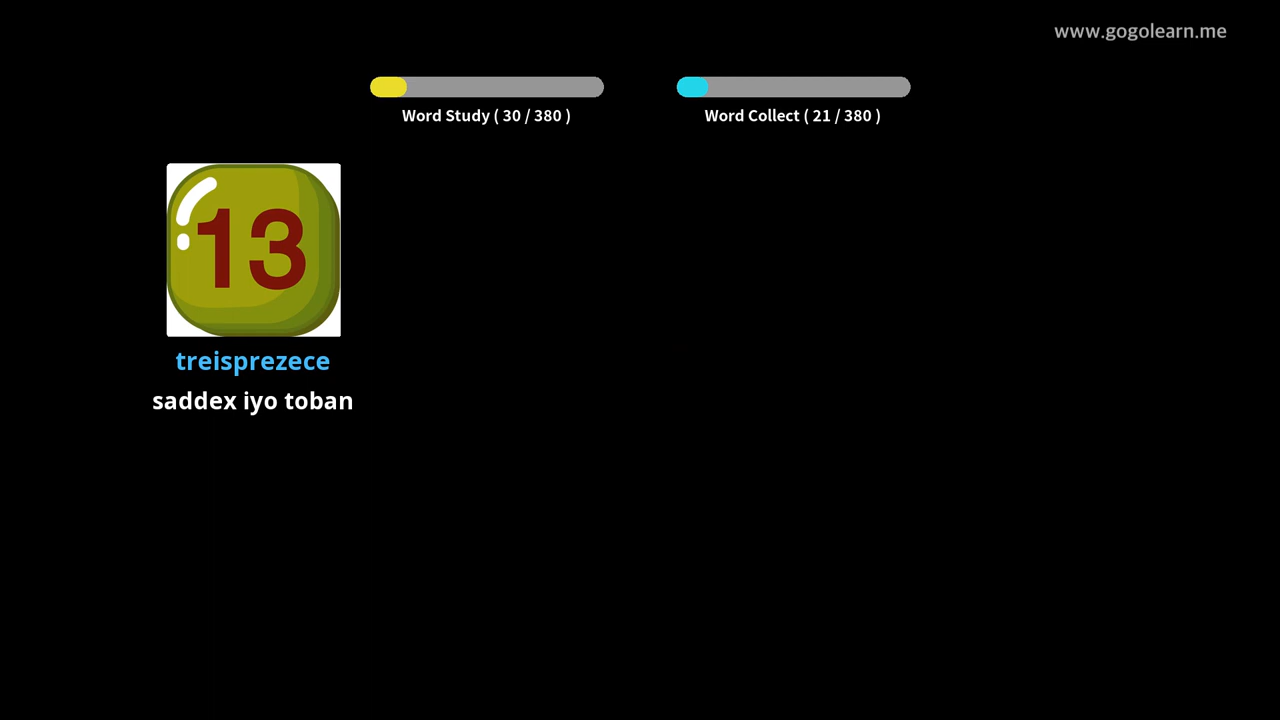 www.gogolearn.me
Word Study ( 30 / 380 )
Word Collect ( 21 / 380 )
13
treisprezece
saddex iyo toban